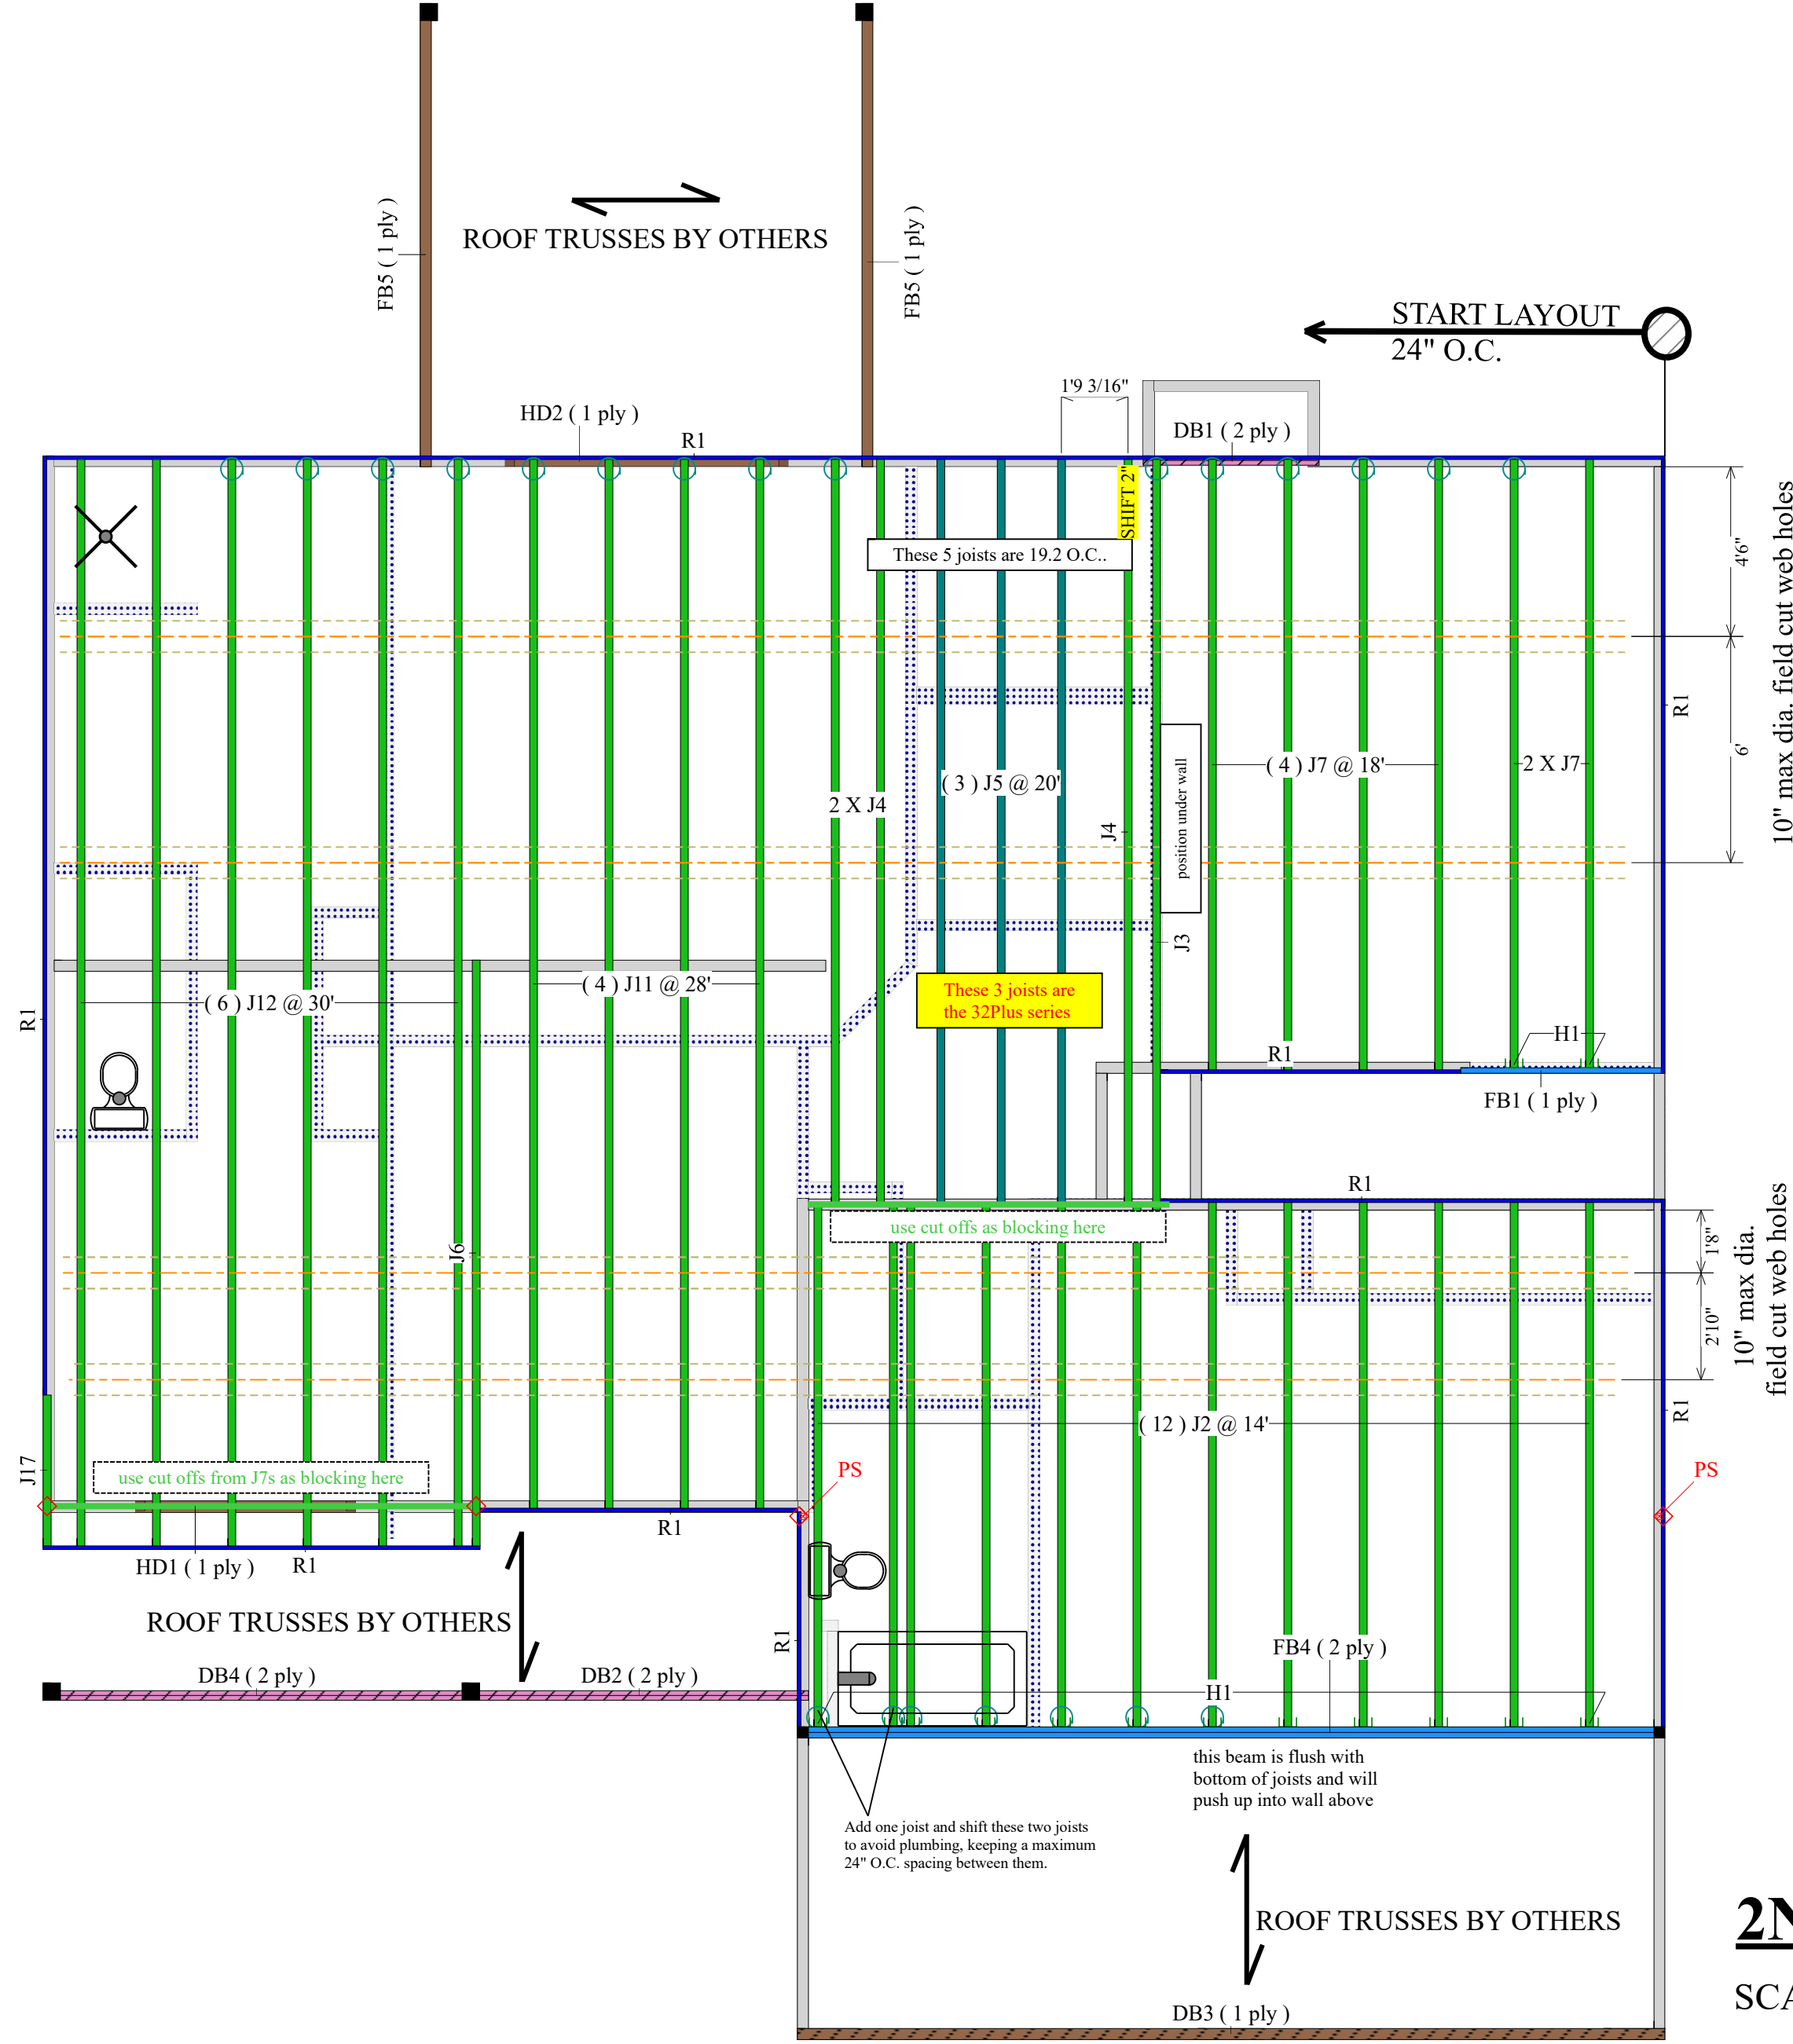 FB5 ( 1 ply )
ROOF TRUSSES BY OTHERS
FB5 ( 1 ply )
START LAYOUT
24" O.C.
1'9 3/16"
HD2 ( 1 ply )
R1
DB1 ( 2 ply )
SHIFT 2"
These 5 joists are 19.2 O.C..
4'6"
10" max dia. field cut web holes
R1
6'
( 4 ) J7 @ 18'
2 X J7
( 3 ) J5 @ 20'
2 X J4
J4
position under wall
J3
These 3 joists are
the 32Plus series
( 6 ) J12 @ 30'
( 4 ) J11 @ 28'
R1
H1
R1
FB1 ( 1 ply )
R1
use cut offs as blocking here
J6
1'8"
2'10"
10" max dia.
field cut web holes
R1
( 12 ) J2 @ 14'
J17
use cut offs from J7s as blocking here
PS
PS
R1
HD1 ( 1 ply )
R1
ROOF TRUSSES BY OTHERS
R1
FB4 ( 2 ply )
DB4 ( 2 ply )
DB2 ( 2 ply )
H1
this beam is flush with
bottom of joists and will
push up into wall above
Add one joist and shift these two joists
to avoid plumbing, keeping a maximum
24" O.C. spacing between them.
ROOF TRUSSES BY OTHERS
2N
SCA
DB3 ( 1 ply )